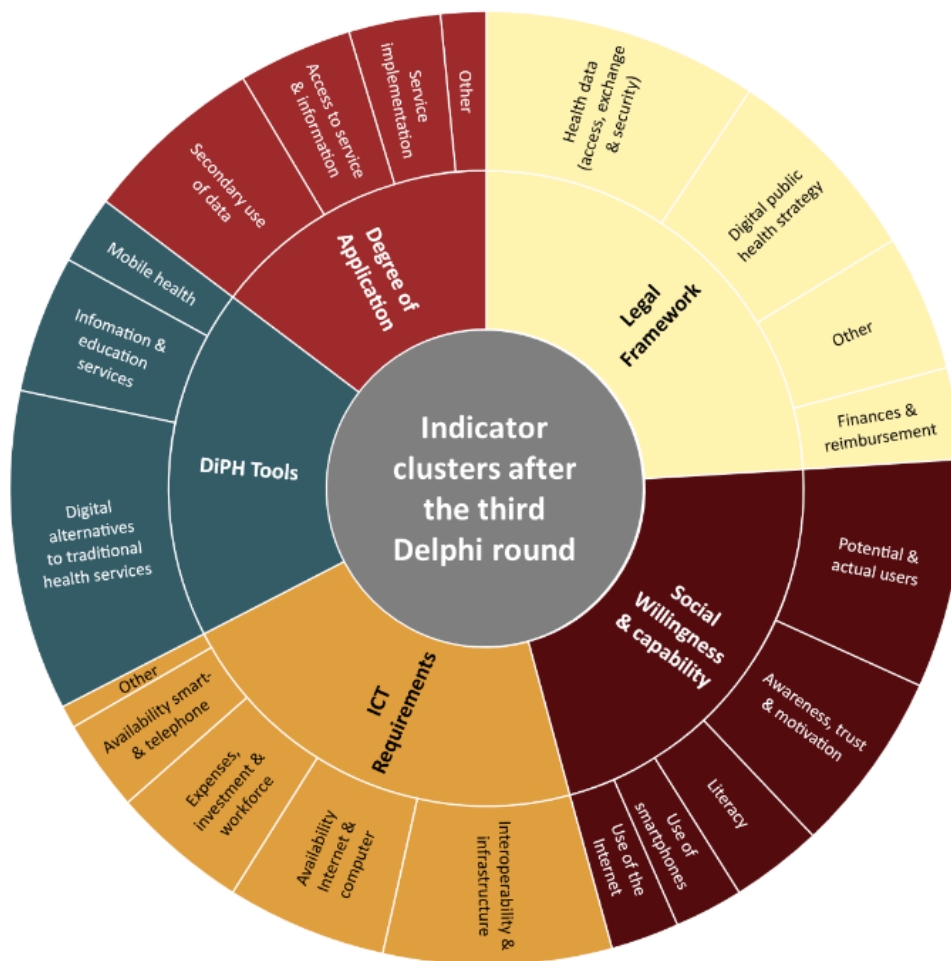 Indicator
clusters after
the third
Delphi round
Legal
Framework
Health data
(access, exchange
& security)
Digital public
health strategy
Other
Finances &
reimbursement
Social
Willingness
& capability
Potential &
actual users
Awareness, trust
& motivation
Literacy
Use of
smartphones
Use of the
Internet
ICT
Requirements
Interoperability &
infrastructure
Availability
Internet &
computer
Expenses,
investment &
workforce
Availability smart-
& telephone
Other
DiPH Tools
Digital
alternatives
to traditional
health services
Infomation &
education
services
Mobile health
Degree of
Application
Secondary use
of data
Access to service
& information
Service
implementation
Other